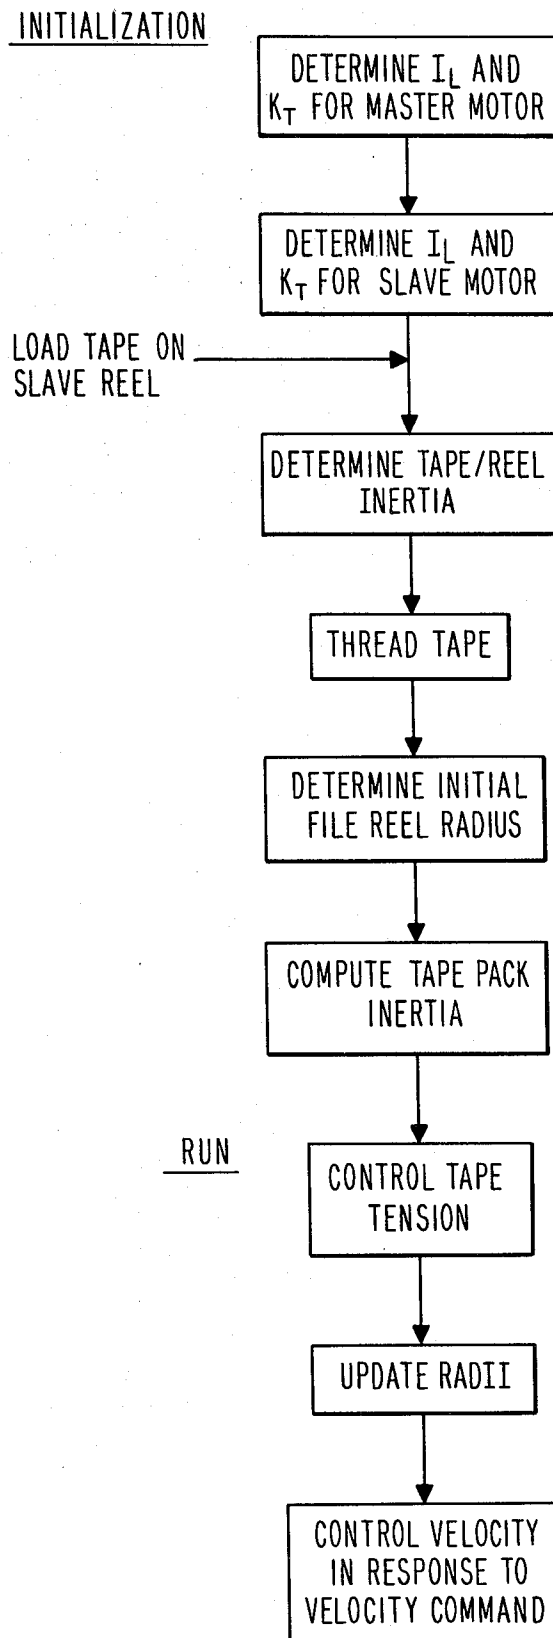 INITIALIZATION
DETERMINE I_L AND
K_T FOR MASTER MOTOR
DETERMINE I_L AND
K_T FOR SLAVE MOTOR
LOAD TAPE ON
SLAVE REEL
DETERMINE TAPE/REEL
INERTIA
THREAD TAPE
DETERMINE INITIAL
FILE REEL RADIUS
COMPUTE TAPE PACK
INERTIA
RUN
CONTROL TAPE
TENSION
UPDATE RADII
CONTROL VELOCITY
IN RESPONSE TO
VELOCITY COMMAND